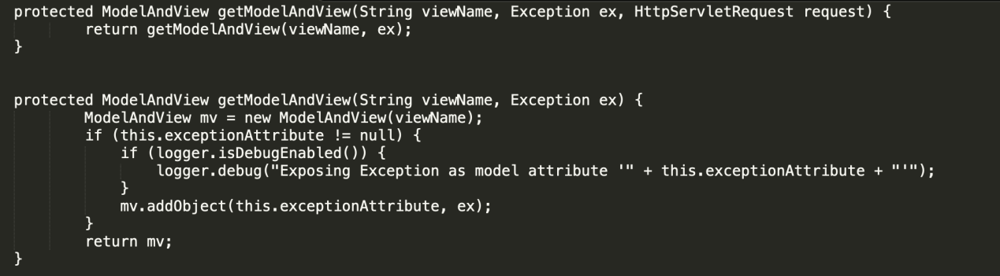 protected ModelAndView getModelAndView(String viewName, Exception ex, HttpServletRequest request) {
        return getModelAndView(viewName, ex);
}
protected ModelAndView getModelAndView(String viewName, Exception ex) {
        ModelAndView mv = new ModelAndView(viewName);
        if (this.exceptionAttribute != null) {
            if (logger.isDebugEnabled()) {
                logger.debug("Exposing Exception as model attribute '" + this.exceptionAttribute + "'");
            }
            mv.addObject(this.exceptionAttribute, ex);
        }
        return mv;
}